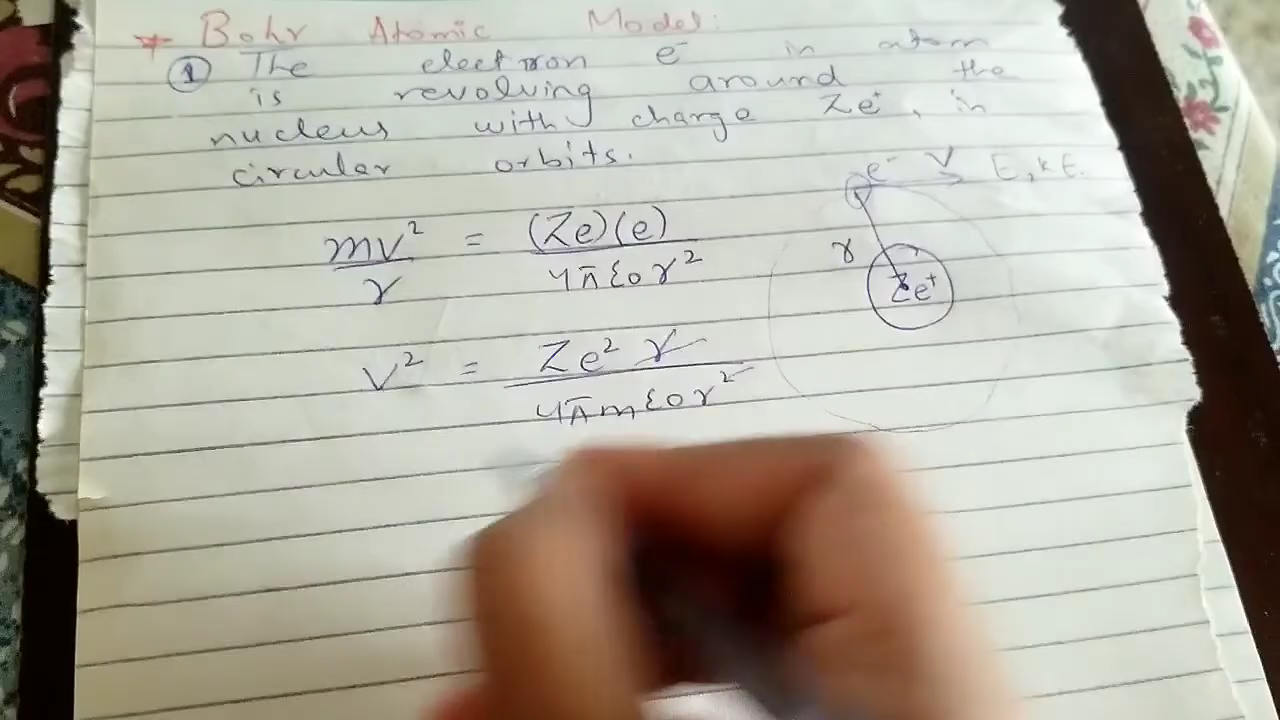 * Bohr Atomic Model:
① The electron e⁻ in atom
is revolving around the
nucleus with charge Ze⁺, in
circular orbits.
e⁻ V E, K.E.
mv²/r = (Ze)(e)/4πε₀r²
r
Ze⁺
v² = Ze² r/4πmε₀r²